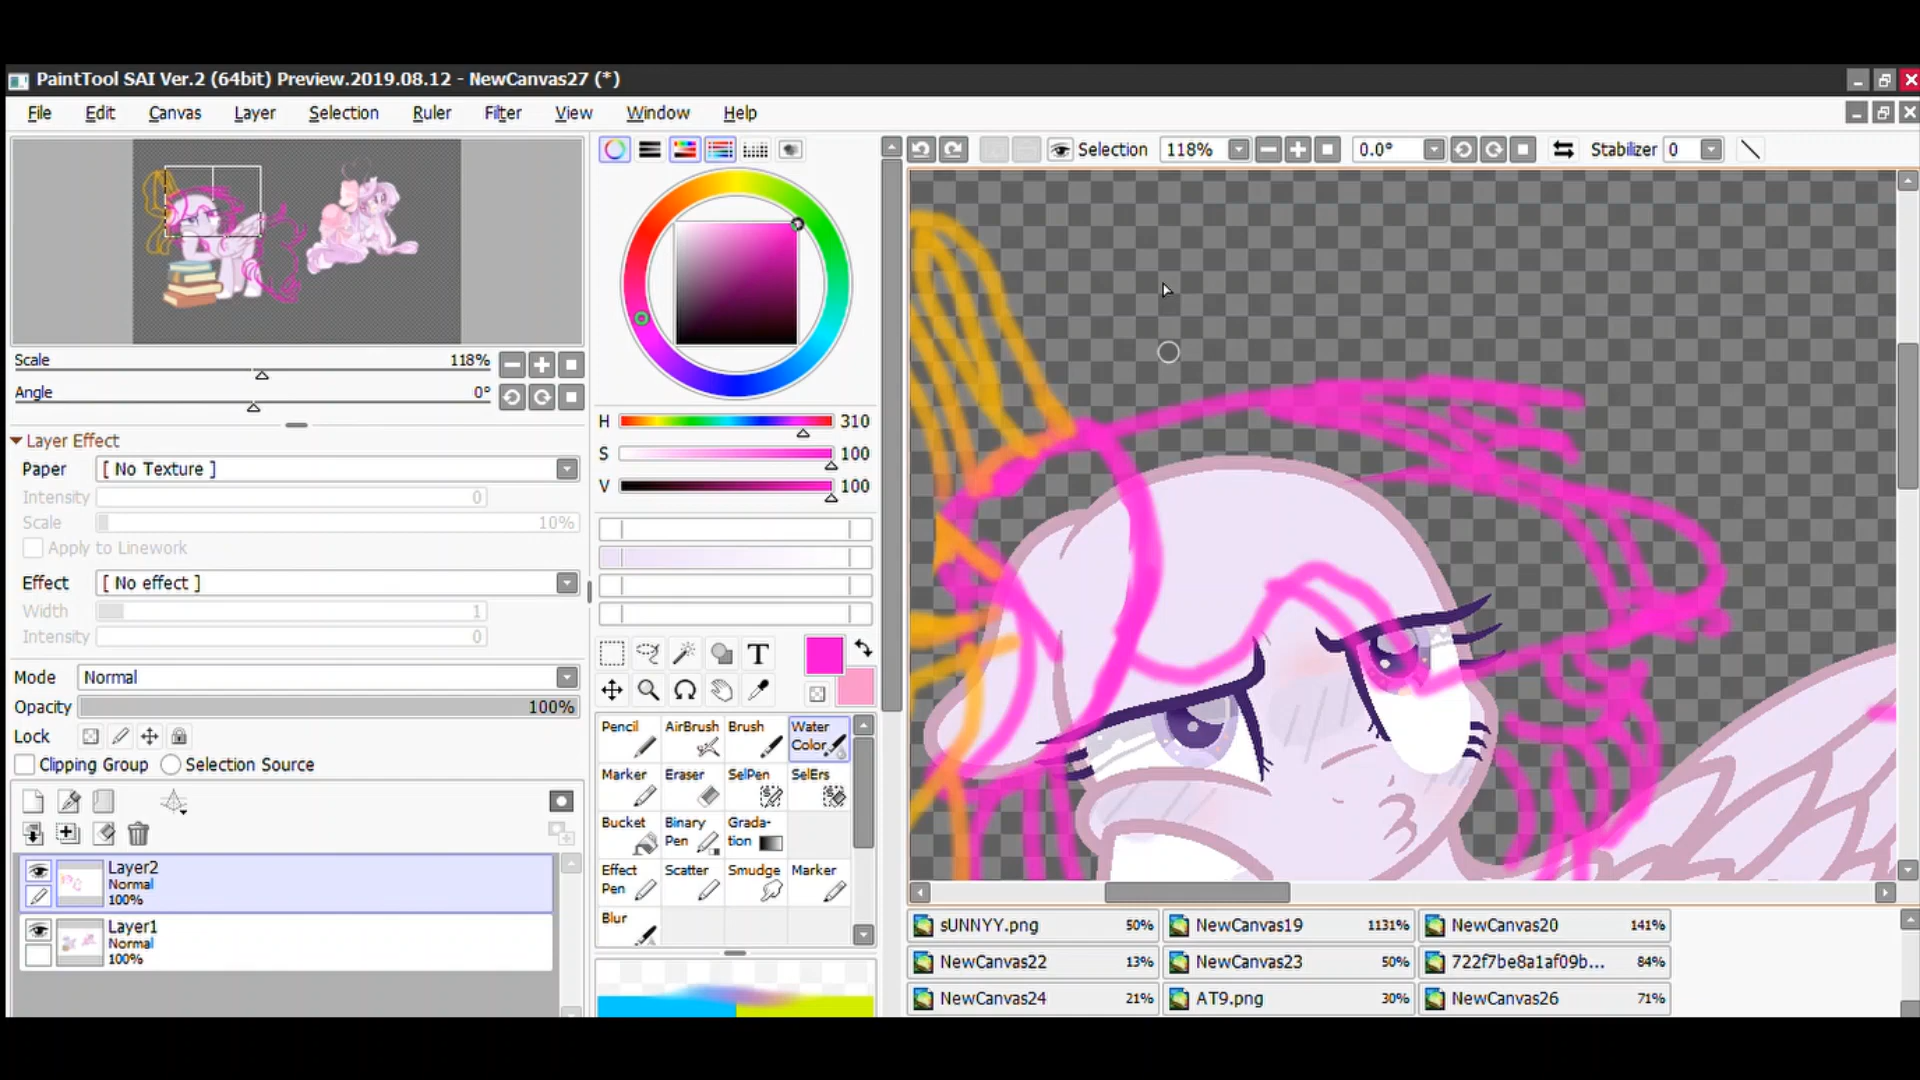 PaintTool SAI Ver.2 (64bit) Preview.2019.08.12 - NewCanvas27 (*)
File Edit Canvas Layer Selection Ruler Filter View Window Help
Selection 118% 0.0° Stabilizer 0
Scale 118%
Angle 0°
Layer Effect
Paper [ No Texture ]
Intensity 0
Scale 10%
Apply to Linework
Effect [ No effect ]
Width 1
Intensity 0
Mode Normal
Opacity 100%
Lock
Clipping Group Selection Source
Layer2
Normal
100%
Layer1
Normal
100%
H 310
S 100
V 100
T
Pencil AirBrush Brush Water
Color
Marker Eraser SelPen SelErs
Bucket Binary
Pen Grada-
tion
Effect
Pen Scatter Smudge Marker
Blur
sUNNYY.png 50% NewCanvas19 1131% NewCanvas20 141%
NewCanvas22 13% NewCanvas23 50% 722f7be8a1af09b... 84%
NewCanvas24 21% AT9.png 30% NewCanvas26 71%